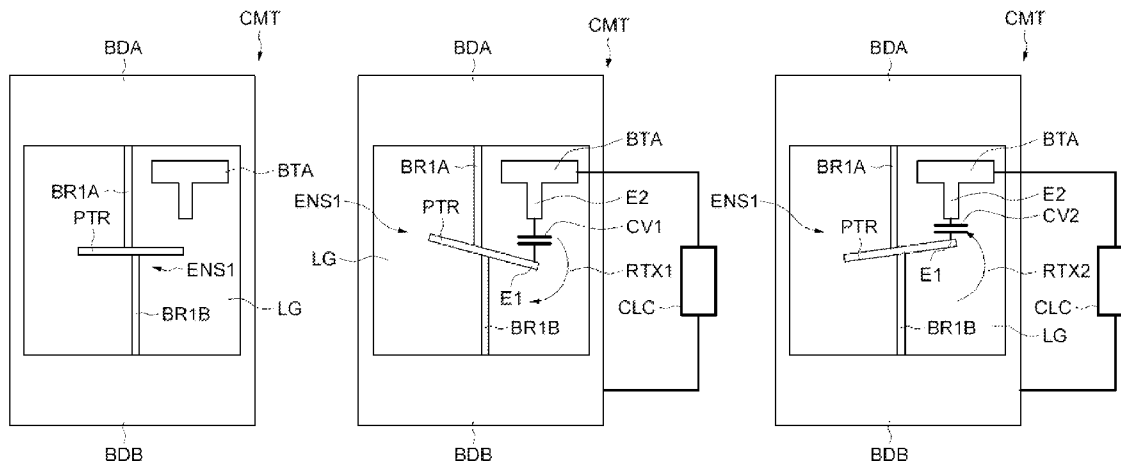 CMT
BDA
BR1A
BTA
PTR
ENS1
LG
BR1B
BDB
CMT
BDA
BTA
BR1A
E2
ENS1
PTR
CV1
LG
RTX1
E1
CLC
BR1B
BDB
CMT
BDA
BTA
BR1A
E2
ENS1
CV2
PTR
E1
RTX2
CLC
BR1B
LG
BDB